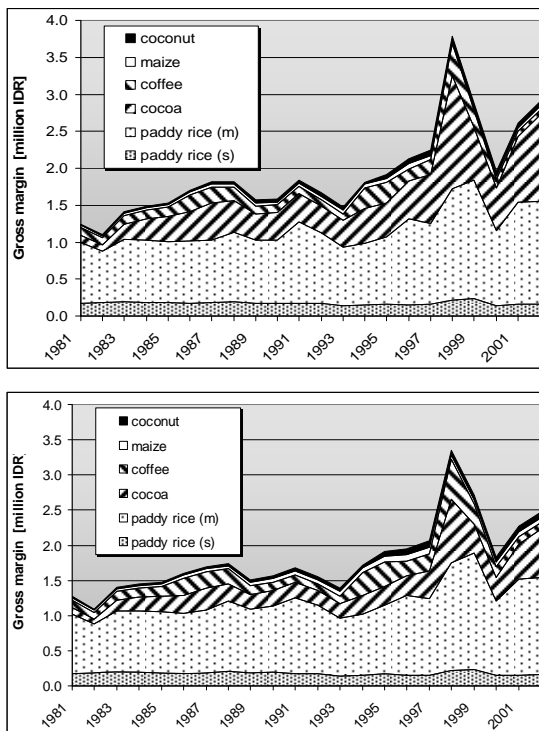 4.0
3.5
3.0
2.5
2.0
1.5
1.0
0.5
0.0
Gross margin [million IDR]
coconut
maize
coffee
cocoa
paddy rice (m)
paddy rice (s)
1981
1983
1985
1987
1989
1991
1993
1995
1997
1999
2001
4.0
3.5
3.0
2.5
2.0
1.5
1.0
0.5
0.0
Gross margin [million IDR]
coconut
maize
coffee
cocoa
paddy rice (m)
paddy rice (s)
1981
1983
1985
1987
1989
1991
1993
1995
1997
1999
2001